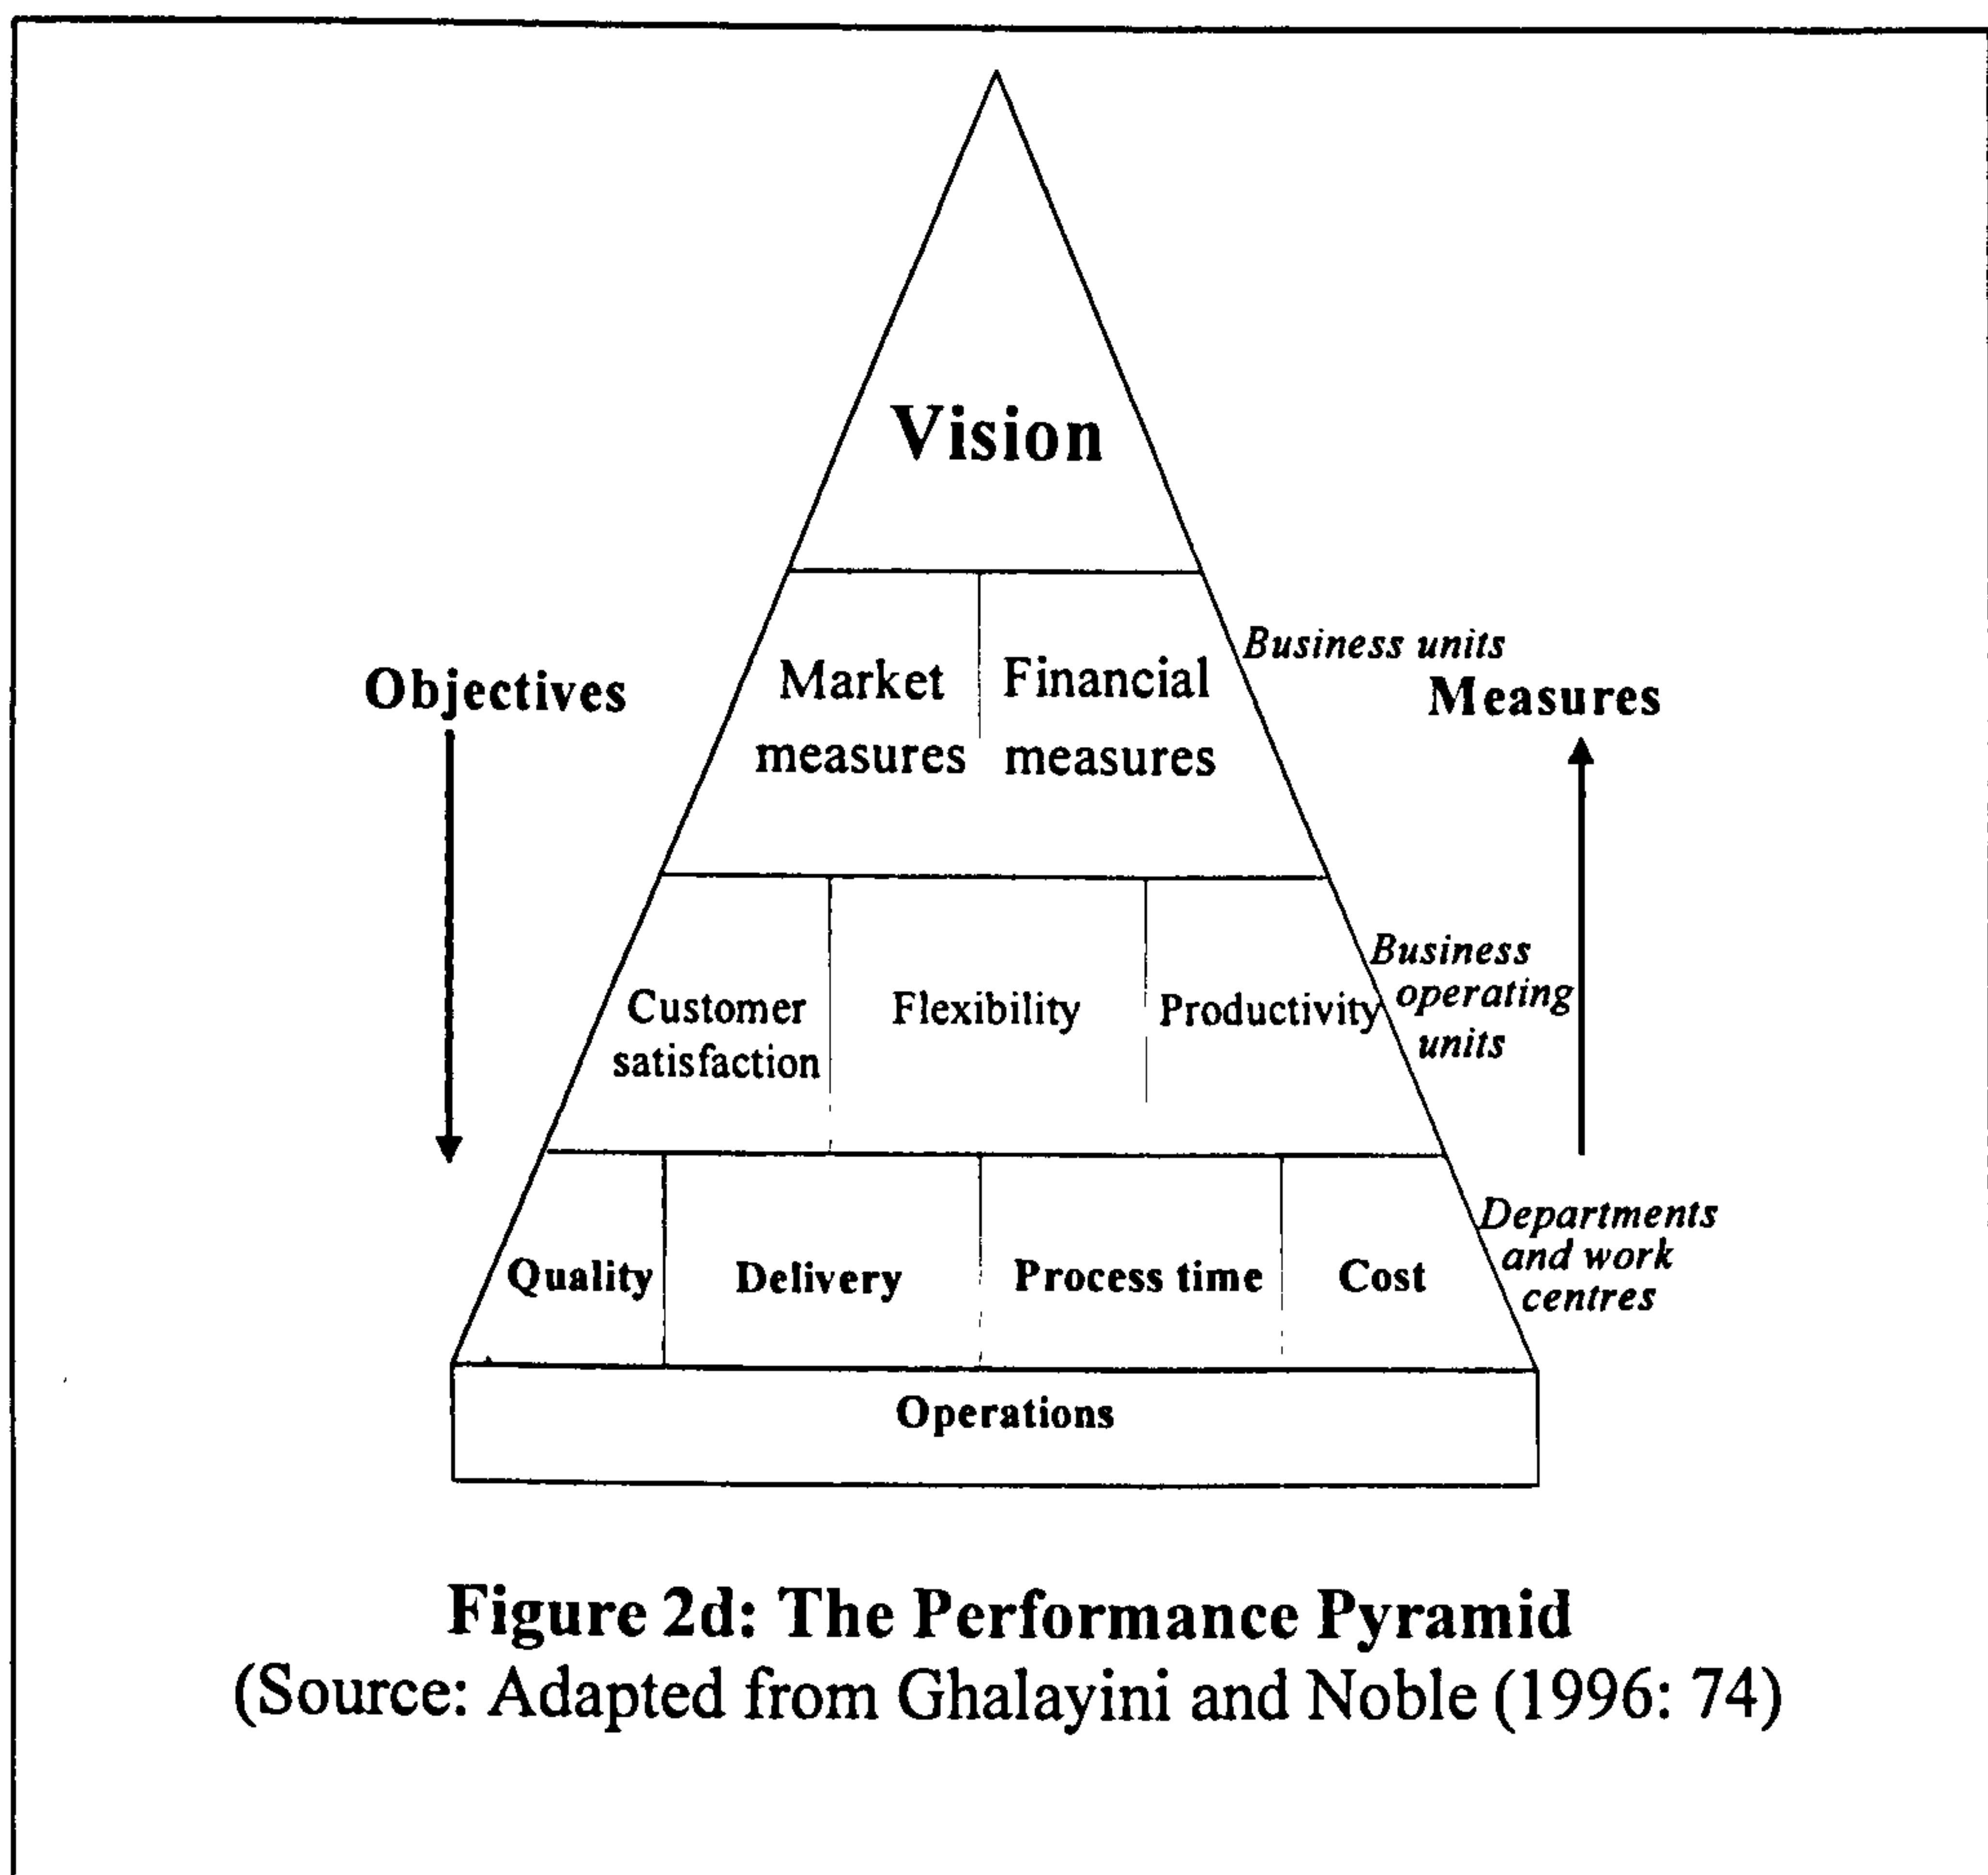 Vision
Business units
Objectives
Measures
Market
measures
Financial
measures
Customer
satisfaction
Flexibility
Productivity
Business
operating
units
Quality
Delivery
Process time
Cost
Departments
and work
centres
Operations
Figure 2d: The Performance Pyramid
(Source: Adapted from Ghalayini and Noble (1996: 74)